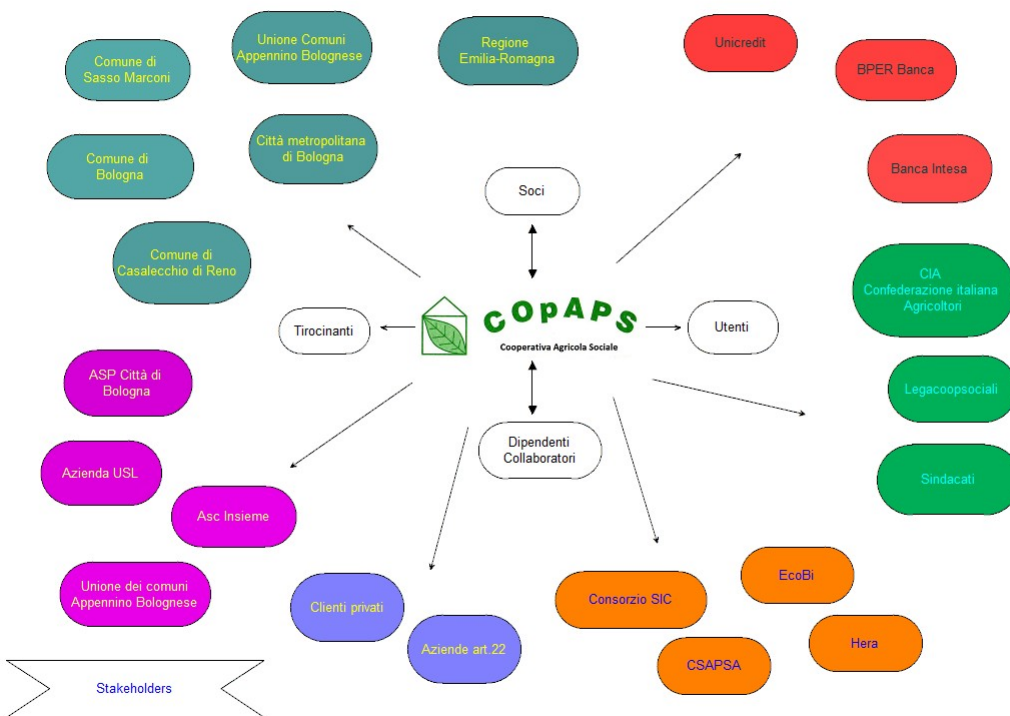 Unione Comuni
Appennino Bolognese
Regione
Emilia-Romagna
Unicredit
Comune di
Sasso Marconi
BPER Banca
Comune di
Bologna
Città metropolitana
di Bologna
Banca Intesa
Soci
Comune di
Casalecchio di Reno
CIA
Confederazione italiana
Agricoltori
Tirocinanti
COpAPS
Cooperativa Agricola Sociale
Utenti
ASP Città di
Bologna
Legacoopsociali
Dipendenti
Collaboratori
Azienda USL
Sindacati
Asc Insieme
Unione dei comuni
Appennino Bolognese
Clienti privati
Aziende art.22
Consorzio SIC
EcoBi
CSAPSA
Hera
Stakeholders